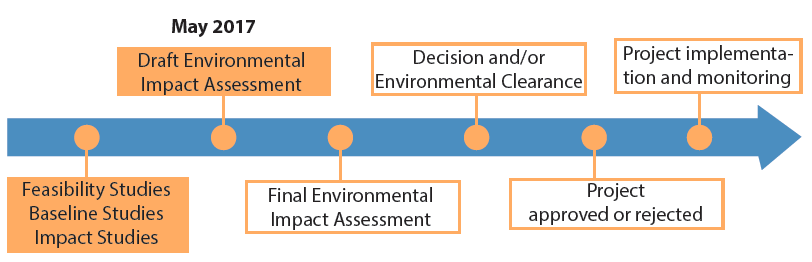 May 2017
Draft Environmental
Impact Assessment
Decision and/or
Environmental Clearance
Project implementa-
tion and monitoring
Feasibility Studies
Baseline Studies
Impact Studies
Final Environmental
Impact Assessment
Project
approved or rejected